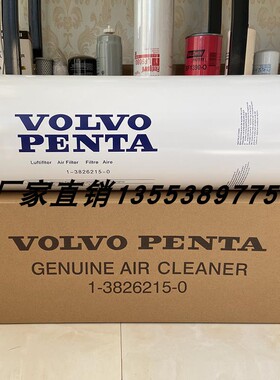 VOLVO
PENTA
Luftfilter Air Filter Filtre Aire
1-3826215-0
厂家直销1355389775
VOLVO PENTA
GENUINE AIR CLEANER
1-3826215-0